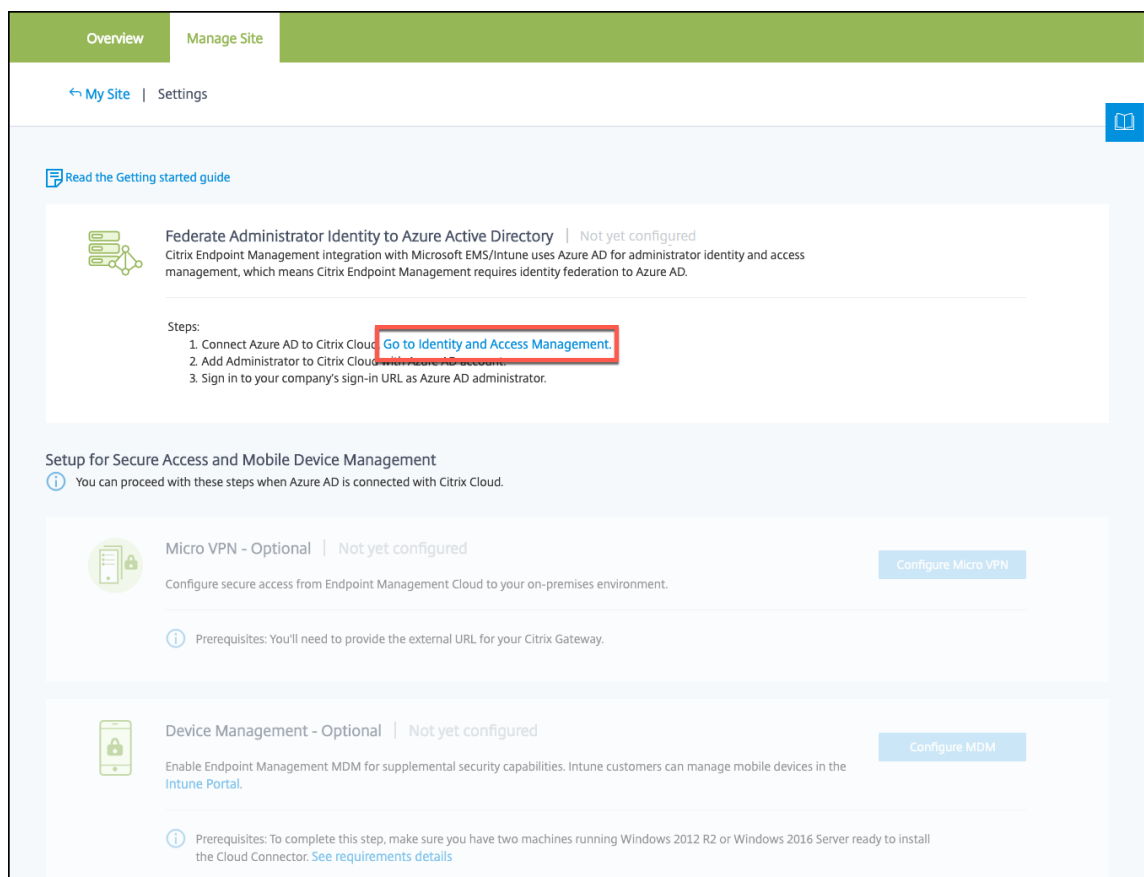 Overview
Manage Site
My Site | Settings
Read the Getting started guide
Federate Administrator Identity to Azure Active Directory | Not yet configured
Citrix Endpoint Management integration with Microsoft EMS/Intune uses Azure AD for administrator identity and access
management, which means Citrix Endpoint Management requires identity federation to Azure AD.
Steps:
1. Connect Azure AD to Citrix Cloud Go to Identity and Access Management.
2. Add Administrator to Citrix Cloud with Azure AD account.
3. Sign in to your company's sign-in URL as Azure AD administrator.
Setup for Secure Access and Mobile Device Management
You can proceed with these steps when Azure AD is connected with Citrix Cloud.
Micro VPN - Optional | Not yet configured
Configure Micro VPN
Configure secure access from Endpoint Management Cloud to your on-premises environment.
Prerequisites: You'll need to provide the external URL for your Citrix Gateway.
Device Management - Optional | Not yet configured
Configure MDM
Enable Endpoint Management MDM for supplemental security capabilities. Intune customers can manage mobile devices in the
Intune Portal.
Prerequisites: To complete this step, make sure you have two machines running Windows 2012 R2 or Windows 2016 Server ready to install
the Cloud Connector. See requirements details